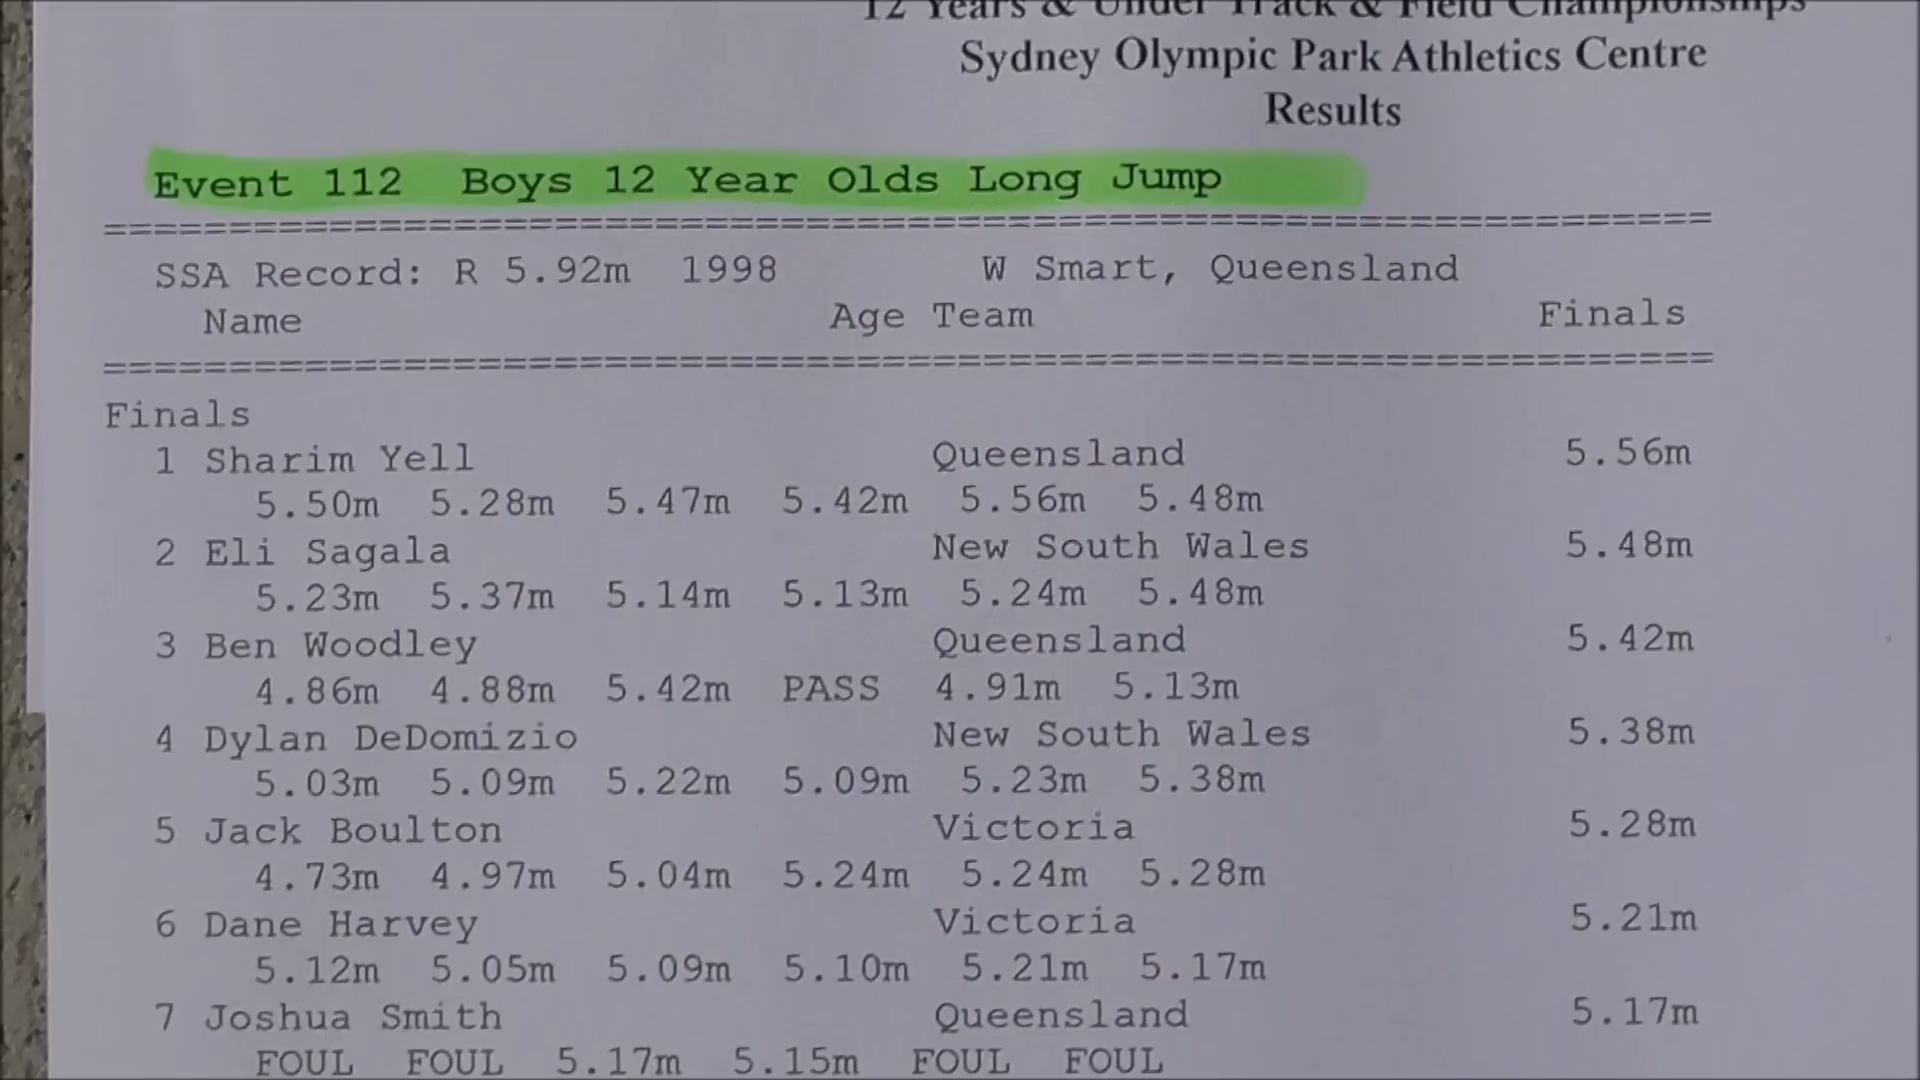 12 Years & Under Track & Field Championships
Sydney Olympic Park Athletics Centre
Results
Event 112 Boys 12 Year Olds Long Jump
================================================================
SSA Record: R 5.92m 1998 W Smart, Queensland
Name Age Team Finals
================================================================
Finals
1 Sharim Yell Queensland 5.56m
5.50m 5.28m 5.47m 5.42m 5.56m 5.48m
2 Eli Sagala New South Wales 5.48m
5.23m 5.37m 5.14m 5.13m 5.24m 5.48m
3 Ben Woodley Queensland 5.42m
4.86m 4.88m 5.42m PASS 4.91m 5.13m
4 Dylan DeDomizio New South Wales 5.38m
5.03m 5.09m 5.22m 5.09m 5.23m 5.38m
5 Jack Boulton Victoria 5.28m
4.73m 4.97m 5.04m 5.24m 5.24m 5.28m
6 Dane Harvey Victoria 5.21m
5.12m 5.05m 5.09m 5.10m 5.21m 5.17m
7 Joshua Smith Queensland 5.17m
FOUL FOUL 5.17m 5.15m FOUL FOUL